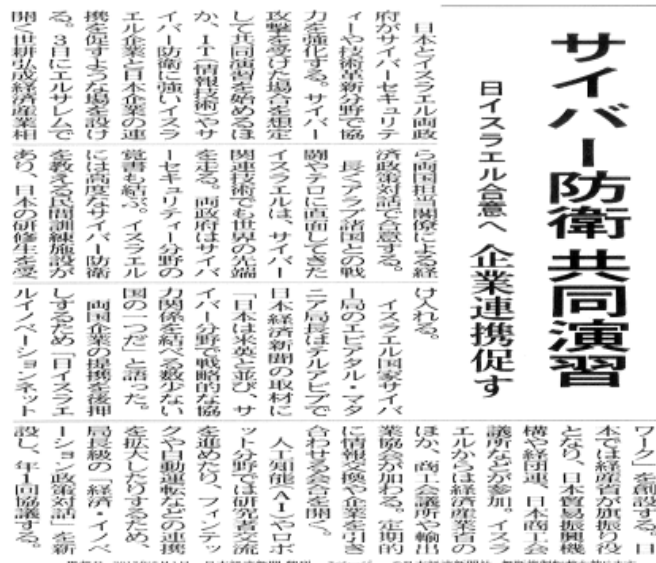 サイバー防衛 共同演習
日イスラエル合意へ 企業連携促す
日本とイスラエル両政
府がサイバーセキュリテ
ィーや技術革新分野で協
力を強化する。サイバー
攻撃を受けた場合を想定
して共同演習を始めるほ
か、IT(情報技術)やサ
イバー防衛に強いイスラ
エル企業と日本企業の連
携を促すような場を設け
る。3日にエルサレムで
開く世耕弘成経済産業相
ら両国担当閣僚による経
済政策対話で合意する。
長くアラブ諸国との戦
闘やテロに直面してきた
イスラエルは、サイバー
関連技術でも世界の先端
を走る。両政府はサイバ
ーセキュリティー分野の
覚書も結ぶ。イスラエル
には高度なサイバー防衛
を教える民間訓練施設が
あり、日本の研修生を受
け入れる。
イスラエル国家サイバ
ー局のエビアタル・マタ
ニア局長はテルアビブで
日本経済新聞の取材に
「日本は米英と並び、サ
イバー分野で戦略的な協
力関係を結べる数少ない
国の一つだ」と語った。
両国企業の提携を後押
しするため「日イスラエ
ルイノベーションネット
ワーク」を創設する。日
本では経産省が旗振り役
となり、日本貿易振興機
構や経団連、日本商工会
議所などが参加。イスラ
エルからは経済産業省の
ほか、商工会議所や輸出
業協会が加わる。定期的
に情報交換や企業を引き
合わせる会合を開く。
人工知能(AI)やロボ
ット分野では研究者交流
を進めたり、フィンテッ
クや自動運転などの連携
を拡大したりするため、
局長級の「経済・イノベ
ーション政策対話」を新
設し、年1回協議する。